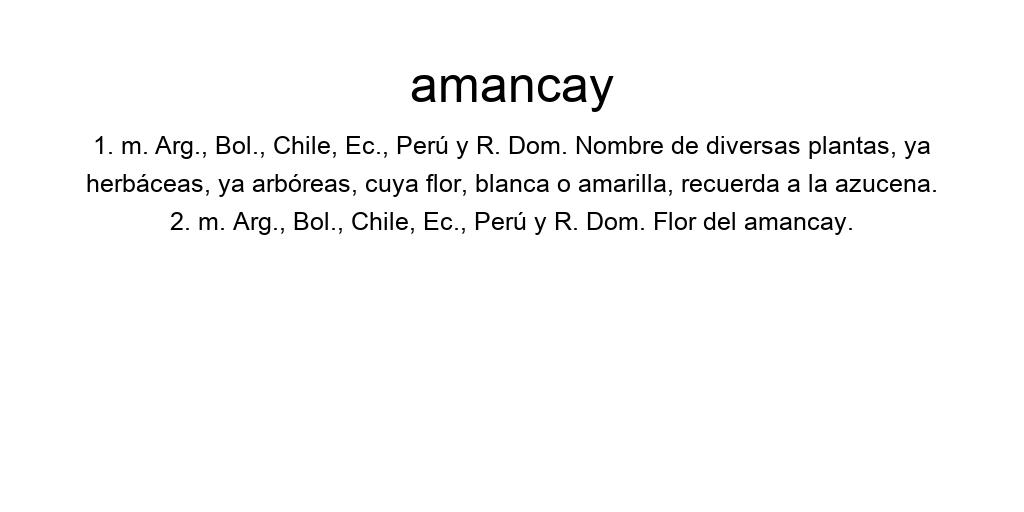 amancay
1. m. Arg., Bol., Chile, Ec., Perú y R. Dom. Nombre de diversas plantas, ya
herbáceas, ya arbóreas, cuya flor, blanca o amarilla, recuerda a la azucena.
2. m. Arg., Bol., Chile, Ec., Perú y R. Dom. Flor del amancay.